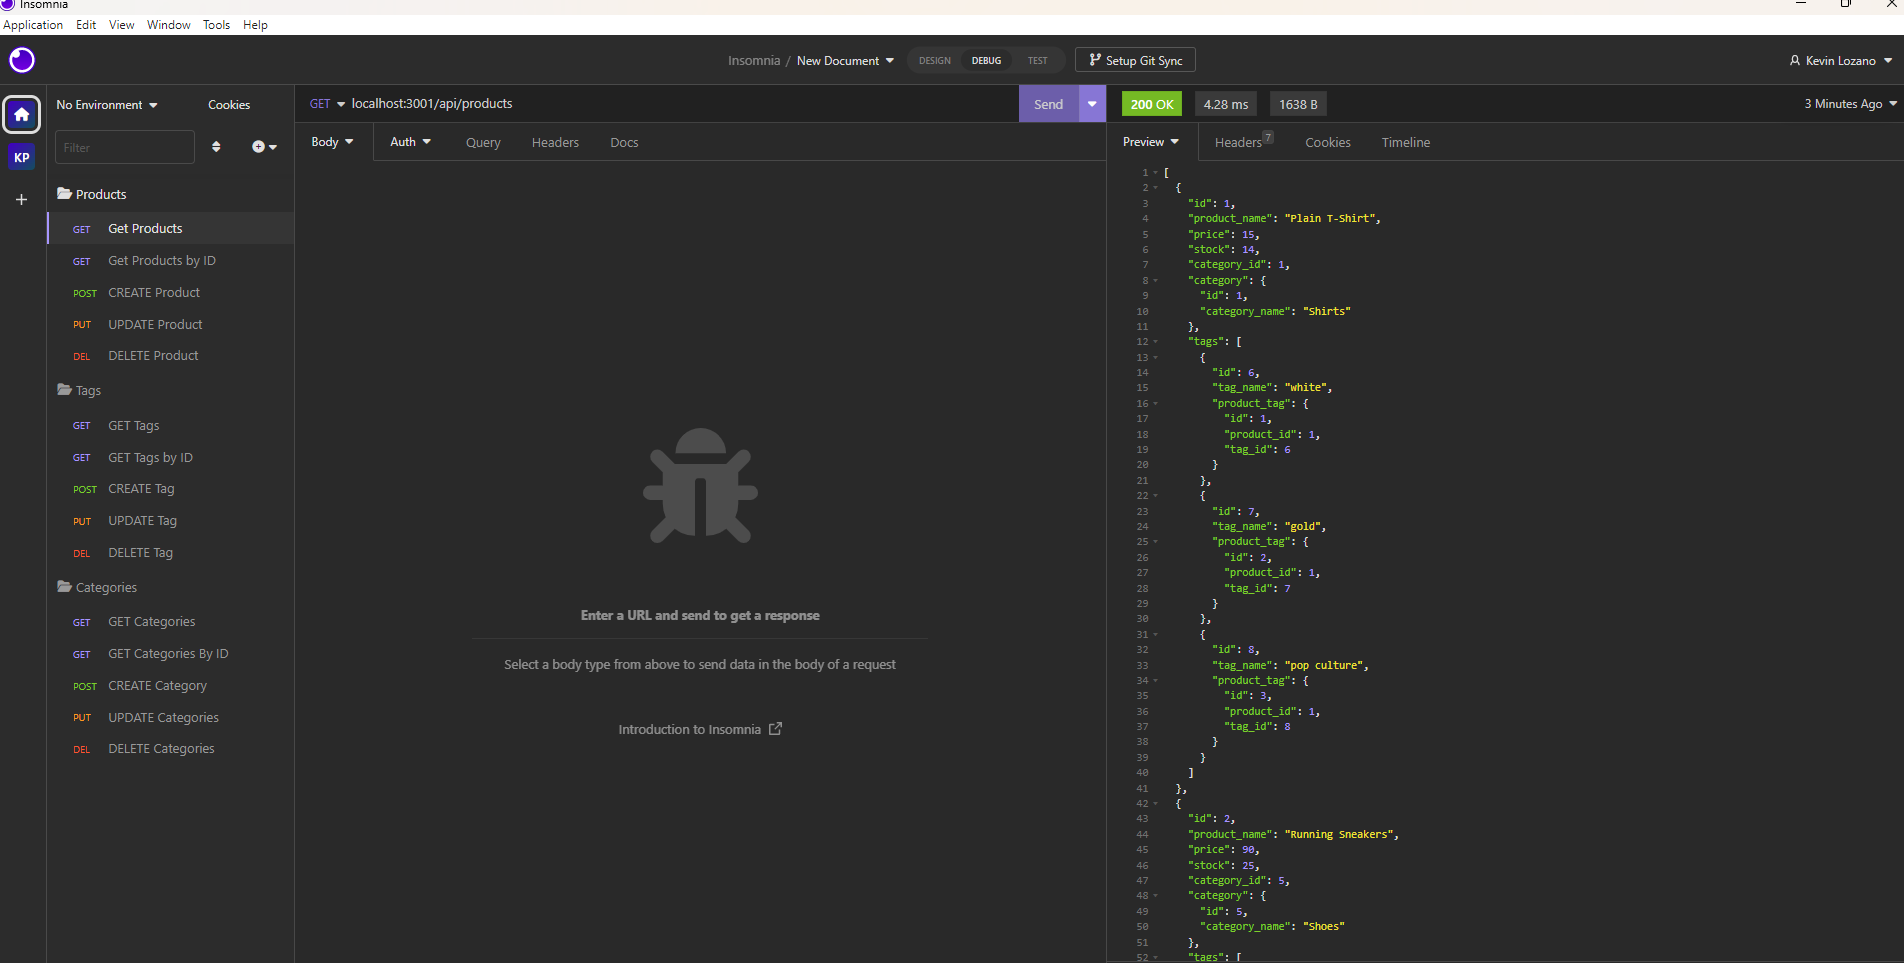 Insomnia
Application Edit View Window Tools Help
Insomnia / New Document DESIGN DEBUG TEST Setup Git Sync Kevin Lozano
No Environment Cookies
Filter
KP
Products
GET Get Products
GET Get Products by ID
POST CREATE Product
PUT UPDATE Product
DEL DELETE Product
Tags
GET GET Tags
GET GET Tags by ID
POST CREATE Tag
PUT UPDATE Tag
DEL DELETE Tag
Categories
GET GET Categories
GET GET Categories By ID
POST CREATE Category
PUT UPDATE Categories
DEL DELETE Categories
GET localhost:3001/api/products Send
Body Auth Query Headers Docs
Enter a URL and send to get a response
Select a body type from above to send data in the body of a request
Introduction to Insomnia
200 OK 4.28 ms 1638 B 3 Minutes Ago
Preview Headers 7 Cookies Timeline
1 [
2 {
3 "id": 1,
4 "product_name": "Plain T-Shirt",
5 "price": 15,
6 "stock": 14,
7 "category_id": 1,
8 "category": {
9 "id": 1,
10 "category_name": "Shirts"
11 },
12 "tags": [
13 {
14 "id": 6,
15 "tag_name": "white",
16 "product_tag": {
17 "id": 1,
18 "product_id": 1,
19 "tag_id": 6
20 }
21 },
22 {
23 "id": 7,
24 "tag_name": "gold",
25 "product_tag": {
26 "id": 2,
27 "product_id": 1,
28 "tag_id": 7
29 }
30 },
31 {
32 "id": 8,
33 "tag_name": "pop culture",
34 "product_tag": {
35 "id": 3,
36 "product_id": 1,
37 "tag_id": 8
38 }
39 }
40 ]
41 },
42 {
43 "id": 2,
44 "product_name": "Running Sneakers",
45 "price": 90,
46 "stock": 25,
47 "category_id": 5,
48 "category": {
49 "id": 5,
50 "category_name": "Shoes"
51 },
52 "tags": [